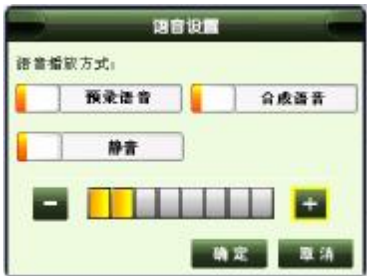 语音设置
语音播放方式:
预录语音 合成语音
静音
- +
确定 取消